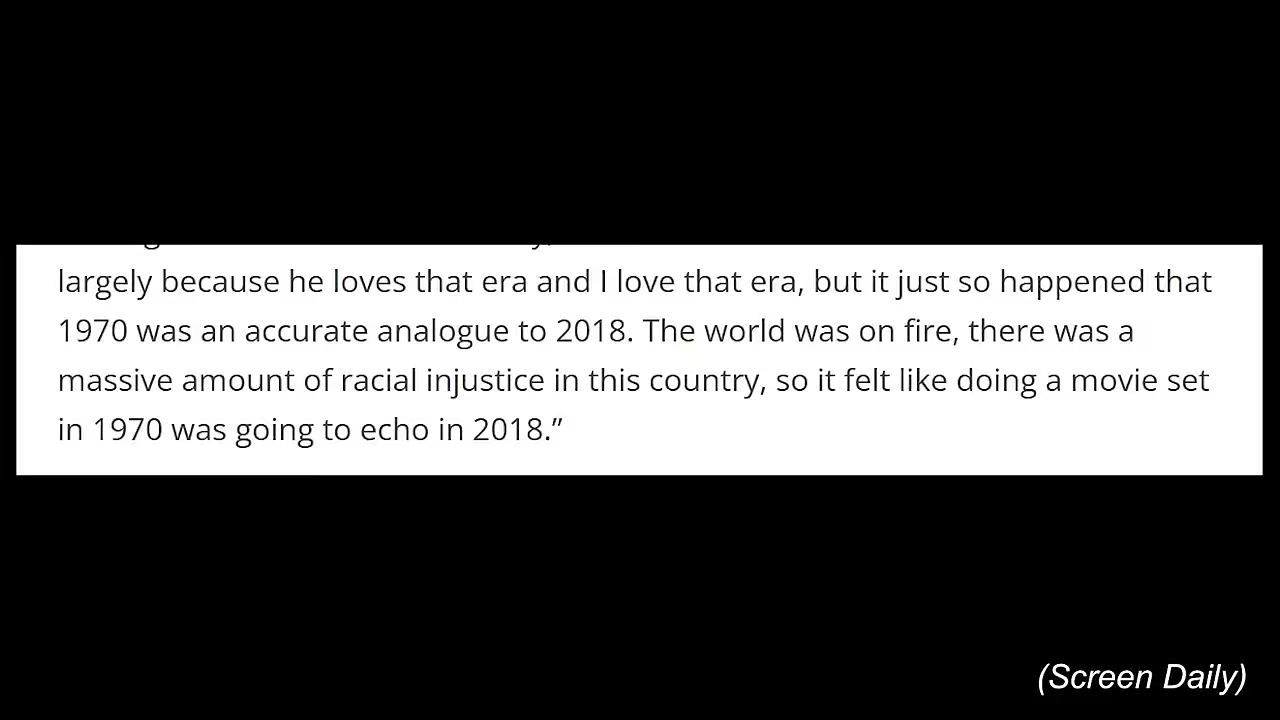 largely because he loves that era and I love that era, but it just so happened that
1970 was an accurate analogue to 2018. The world was on fire, there was a
massive amount of racial injustice in this country, so it felt like doing a movie set
in 1970 was going to echo in 2018.”
(Screen Daily)